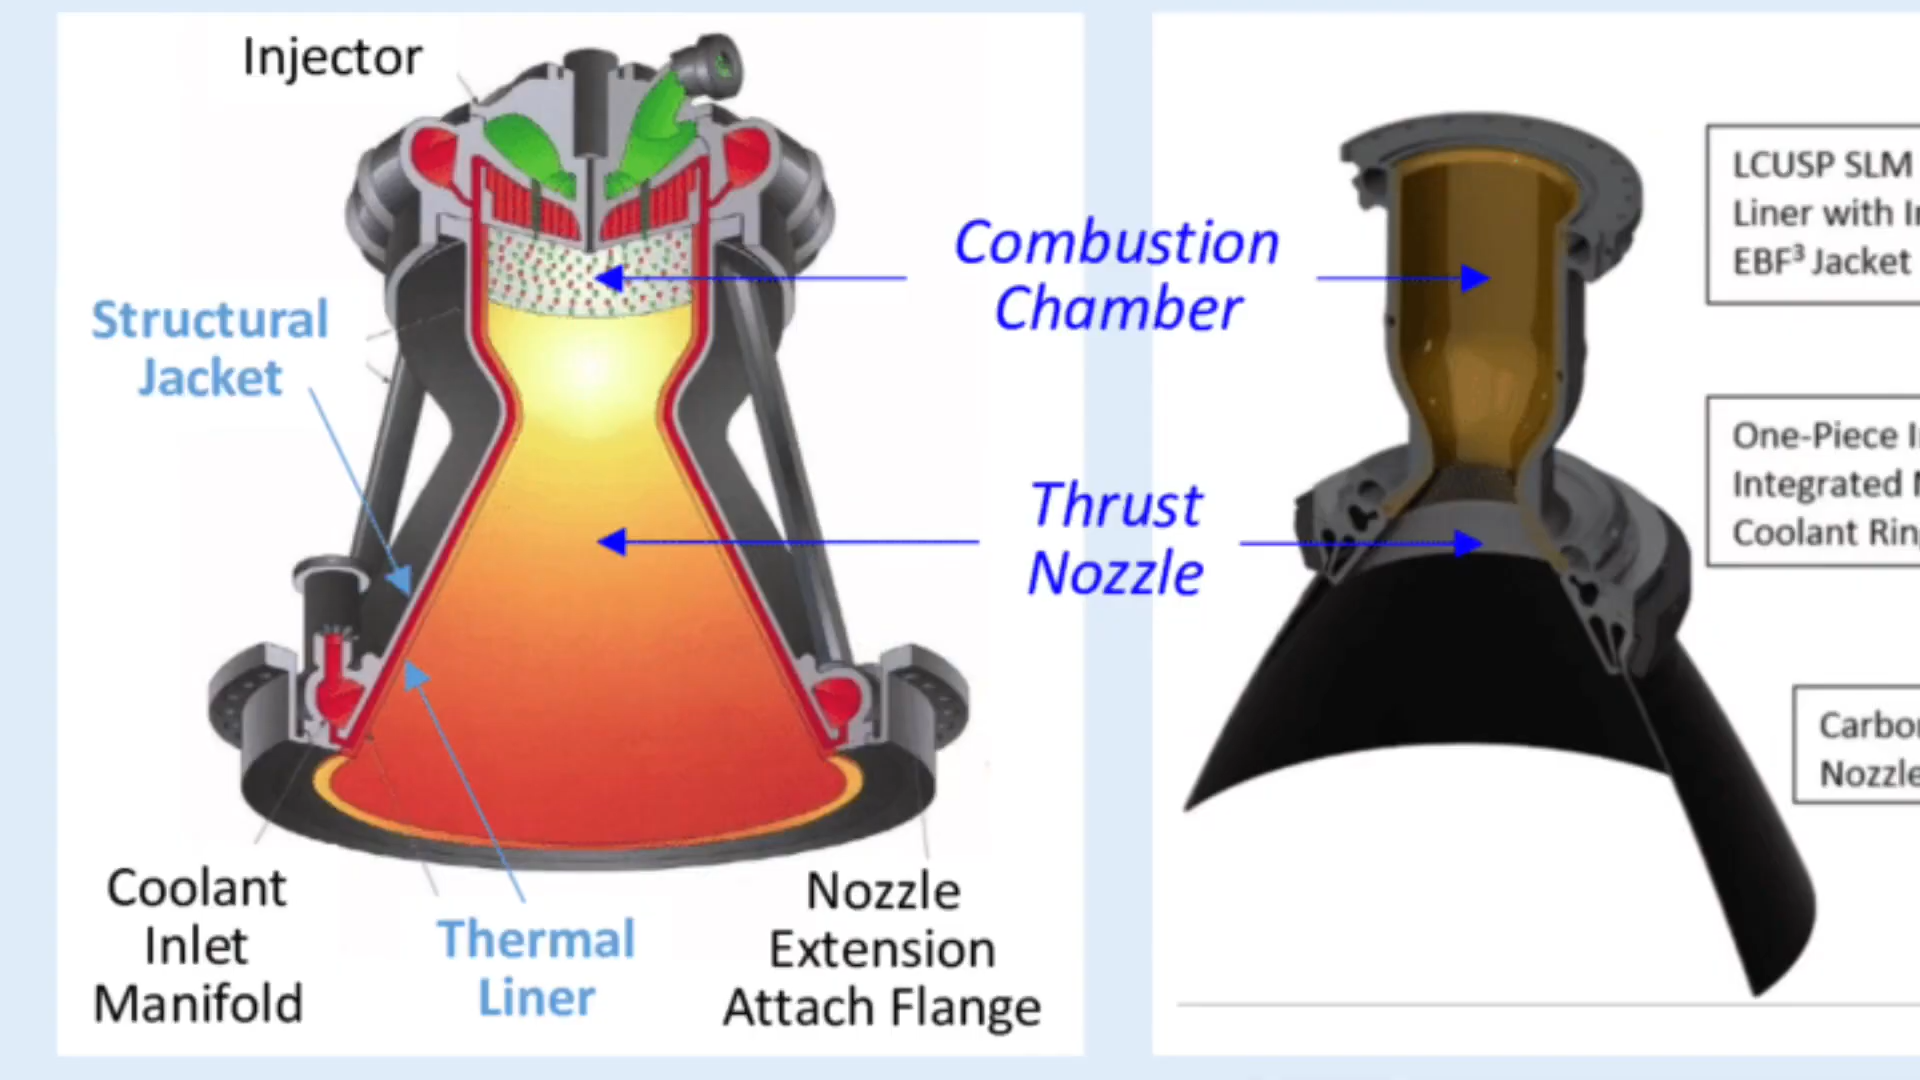 Injector
Structural
Jacket
Combustion
Chamber
Thrust
Nozzle
Coolant
Inlet
Manifold
Thermal
Liner
Nozzle
Extension
Attach Flange
LCUSP SLM
Liner with
EBF³ Jacket
One-Piece
Integrated
Coolant
Nozzle